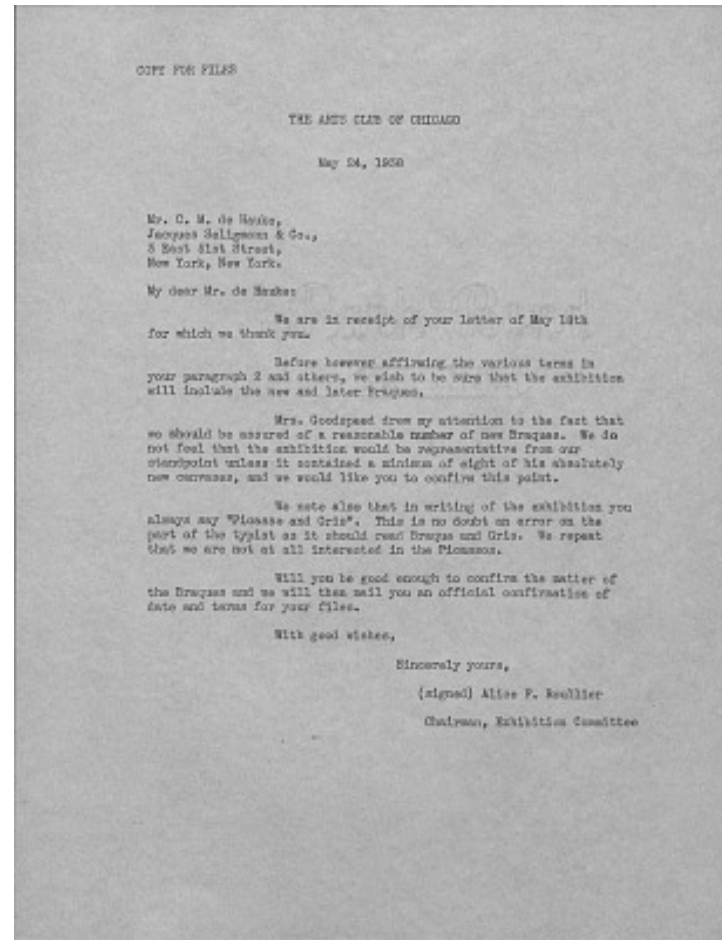 COPY FOR FILES
THE ARTS CLUB OF CHICAGO
May 24, 1938
Mr. C. M. de Hauke,
Jacques Seligmann & Co.,
5 East 51st Street,
New York, New York.
My dear Mr. de Hauke:
We are in receipt of your letter of May 18th
for which we thank you.
Before however affirming the various terms in
your paragraph 2 and others, we wish to be sure that the exhibition
will include the new and later Braques.
Mrs. Goodspeed drew my attention to the fact that
we should be assured of a reasonable number of new Braques. We do
not feel that the exhibition would be representative from our
standpoint unless it contained a minimum of eight of his absolutely
new canvases, and we would like you to confirm this point.
We note also that in writing of the exhibition you
always say "Picasso and Gris". This is no doubt an error on the
part of the typist as it should read Braque and Gris. We repeat
that we are not at all interested in the Picassos.
Will you be good enough to confirm the matter of
the Braques and we will then mail you an official confirmation of
date and terms for your files.
With good wishes,
Sincerely yours,
(signed) Alice F. Roullier
Chairman, Exhibition Committee